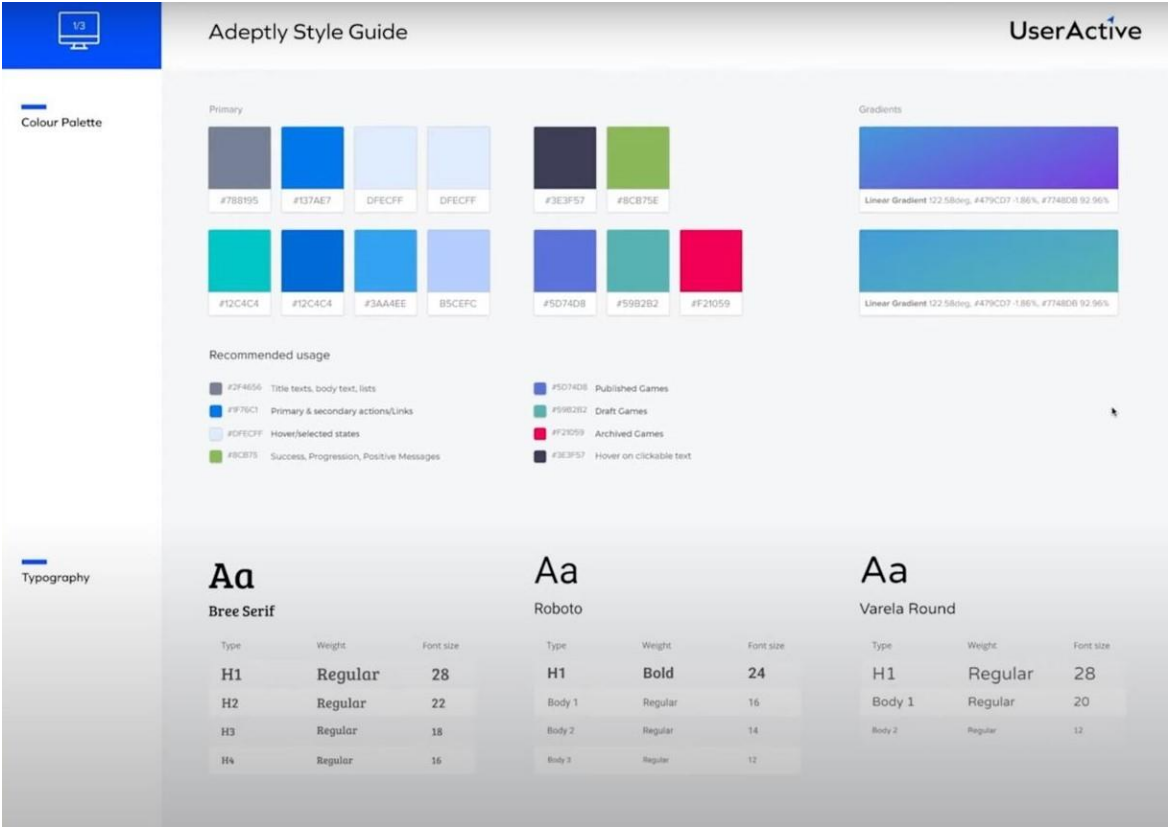 1/3
Adeptly Style Guide
UserActive
Colour Palette
Primary
Gradients
#788195 #137AE7 DFECFF DFECFF #3E3F57 #8CB75E
Linear Gradient 122.58deg, #479CD7 -1.86%, #7748DB 92.96%
#12C4C4 #12C4C4 #3AA4EE B5CEFC #5D74D8 #59B2B2 #F21059
Linear Gradient 122.58deg, #479CD7 -1.86%, #7748DB 92.96%
Recommended usage
#2F4656 Title texts, body text, lists
#1F76C1 Primary & secondary actions/Links
#DFECFF Hover/selected states
#8CB75 Success, Progression, Positive Messages
#5D74D8 Published Games
#59B2B2 Draft Games
#F21059 Archived Games
#3E3F57 Hover on clickable text
Typography
Aa
Bree Serif
Type Weight Font size
H1 Regular 28
H2 Regular 22
H3 Regular 18
H4 Regular 16
Aa
Roboto
Type Weight Font size
H1 Bold 24
Body 1 Regular 16
Body 2 Regular 14
Body 3 Regular 12
Aa
Varela Round
Type Weight Font size
H1 Regular 28
Body 1 Regular 20
Body 2 Regular 12